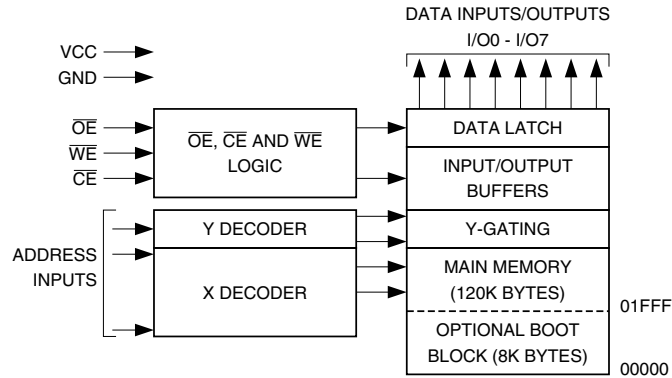 DATA INPUTS/OUTPUTS
I/O0 - I/O7
VCC
GND
OE
WE
CE
OE, CE AND WE
LOGIC
DATA LATCH
INPUT/OUTPUT
BUFFERS
ADDRESS
INPUTS
Y DECODER
Y-GATING
X DECODER
MAIN MEMORY
(120K BYTES)
OPTIONAL BOOT
BLOCK (8K BYTES)
01FFF
00000